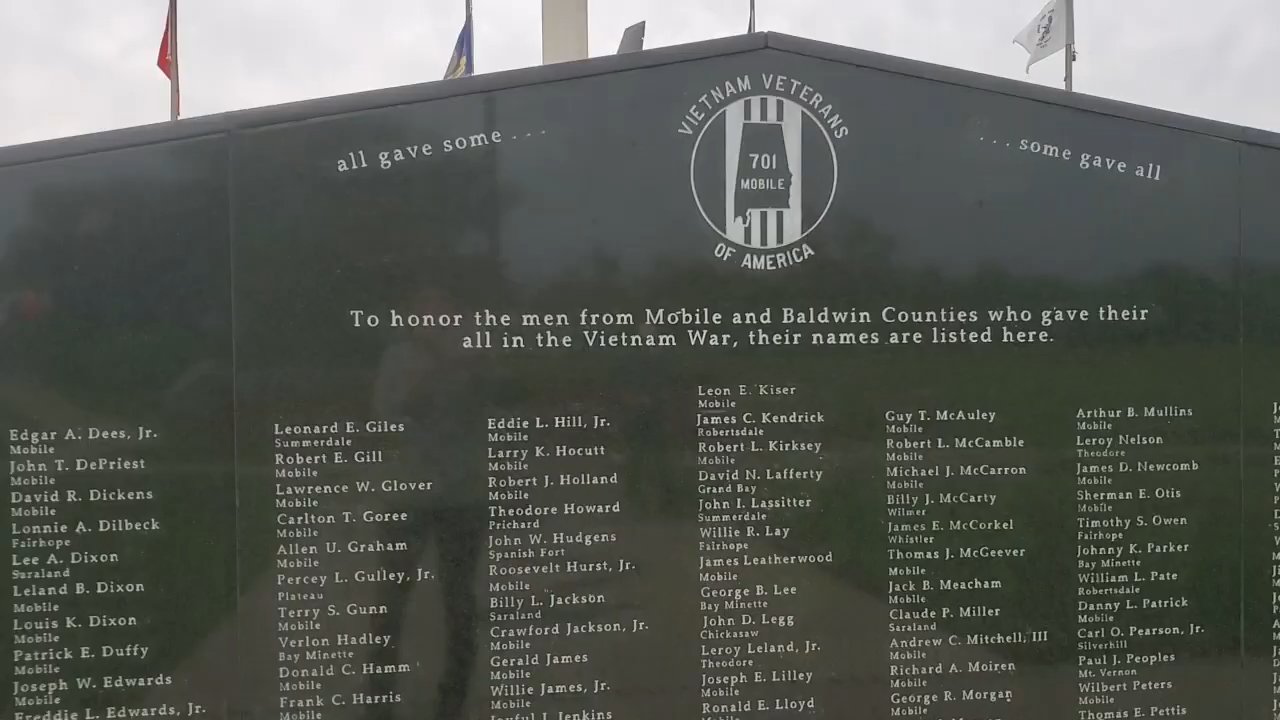 all gave some . . .
VIETNAM VETERANS
701
MOBILE
OF AMERICA
. . . some gave all
To honor the men from Mobile and Baldwin Counties who gave their
all in the Vietnam War, their names are listed here.
Edgar A. Dees, Jr.
Mobile
John T. DePriest
Mobile
David R. Dickens
Mobile
Lonnie A. Dilbeck
Fairhope
Lee A. Dixon
Saraland
Leland B. Dixon
Mobile
Louis K. Dixon
Mobile
Patrick E. Duffy
Mobile
Joseph W. Edwards
Mobile
Freddie L. Edwards, Jr.
Leonard E. Giles
Summerdale
Robert E. Gill
Mobile
Lawrence W. Glover
Mobile
Carlton T. Goree
Mobile
Allen U. Graham
Mobile
Percey L. Gulley, Jr.
Plateau
Terry S. Gunn
Mobile
Verlon Hadley
Bay Minette
Donald C. Hamm
Mobile
Frank C. Harris
Mobile
Eddie L. Hill, Jr.
Mobile
Larry K. Hocutt
Mobile
Robert J. Holland
Mobile
Theodore Howard
Prichard
John W. Hudgens
Spanish Fort
Roosevelt Hurst, Jr.
Mobile
Billy L. Jackson
Saraland
Crawford Jackson, Jr.
Mobile
Gerald James
Mobile
Willie James, Jr.
Mobile
Joyful J. Jenkins
Leon E. Kiser
Mobile
James C. Kendrick
Robertsdale
Robert L. Kirksey
Mobile
David N. Lafferty
Grand Bay
John I. Lassitter
Summerdale
Willie R. Lay
Fairhope
James Leatherwood
Mobile
George B. Lee
Bay Minette
John D. Legg
Chickasaw
Leroy Leland, Jr.
Theodore
Joseph E. Lilley
Mobile
Ronald E. Lloyd
Mobile
Guy T. McAuley
Mobile
Robert L. McCamble
Mobile
Michael J. McCarron
Mobile
Billy J. McCarty
Wilmer
James E. McCorkel
Whistler
Thomas J. McGeever
Mobile
Jack B. Meacham
Mobile
Claude P. Miller
Saraland
Andrew C. Mitchell, III
Mobile
Richard A. Moiren
Mobile
George R. Morgan
Mobile
Arthur B. Mullins
Mobile
Leroy Nelson
Theodore
James D. Newcomb
Mobile
Sherman E. Otis
Mobile
Timothy S. Owen
Fairhope
Johnny K. Parker
Bay Minette
William L. Pate
Robertsdale
Danny L. Patrick
Mobile
Carl O. Pearson, Jr.
Silverhill
Paul J. Peoples
Mt. Vernon
Wilbert Peters
Mobile
Thomas E. Pettis